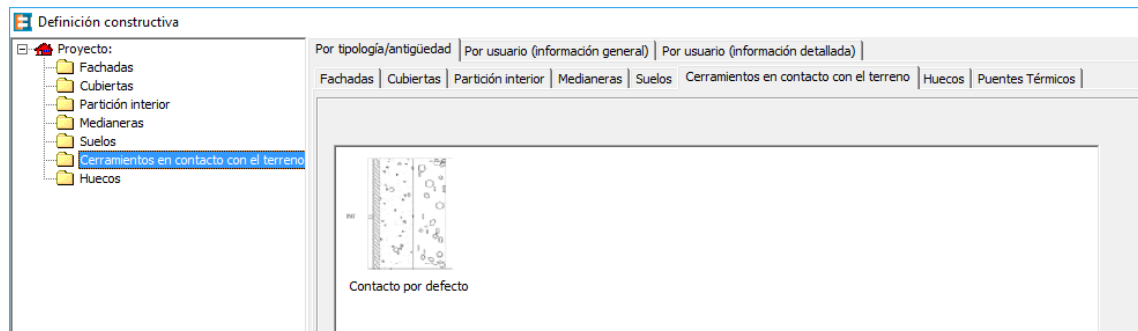 Definición constructiva
Proyecto:
Fachadas
Cubiertas
Partición interior
Medianeras
Suelos
Cerramientos en contacto con el terreno
Huecos
Por tipología/antigüedad Por usuario (información general) Por usuario (información detallada)
Fachadas Cubiertas Partición interior Medianeras Suelos Cerramientos en contacto con el terreno Huecos Puentes Térmicos
Contacto por defecto